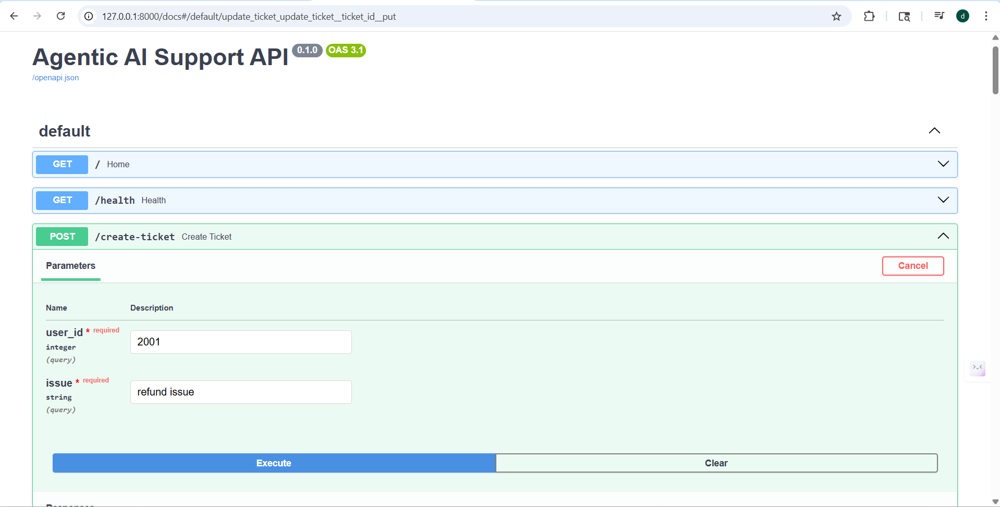 127.0.0.1:8000/docs#/default/update_ticket_update_ticket__ticket_id__put
d
Agentic AI Support API 0.1.0 OAS 3.1
/openapi.json
default
GET / Home
GET /health Health
POST /create-ticket Create Ticket
Parameters
Cancel
Name Description
user_id * required
integer
(query)
2001
issue * required
string
(query)
refund issue
Execute
Clear